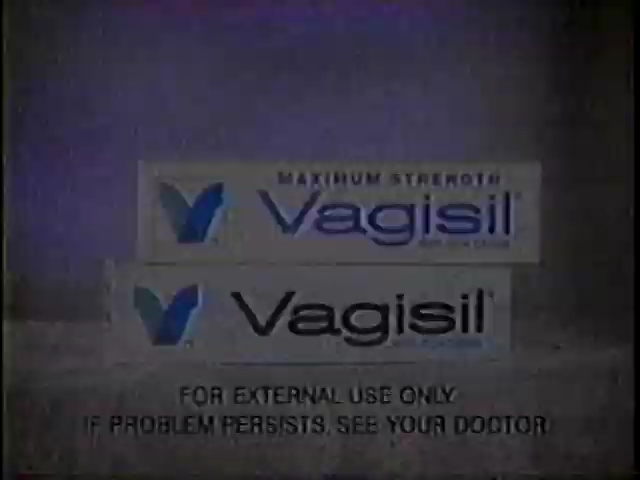 MAXIMUM STRENGTH
Vagisil
Vagisil
FOR EXTERNAL USE ONLY
IF PROBLEM PERSISTS, SEE YOUR DOCTOR